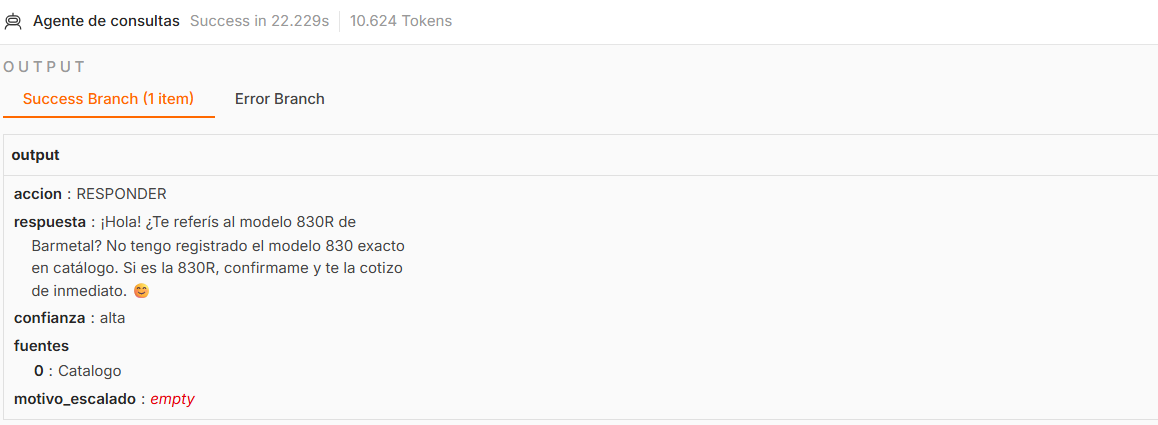 Agente de consultas Success in 22.229s 10.624 Tokens
OUTPUT
Success Branch (1 item) Error Branch
output
accion : RESPONDER
respuesta : ¡Hola! ¿Te referís al modelo 830R de
Barmetal? No tengo registrado el modelo 830 exacto
en catálogo. Si es la 830R, confirmame y te la cotizo
de inmediato. 😊
confianza : alta
fuentes
0 : Catalogo
motivo_escalado : empty